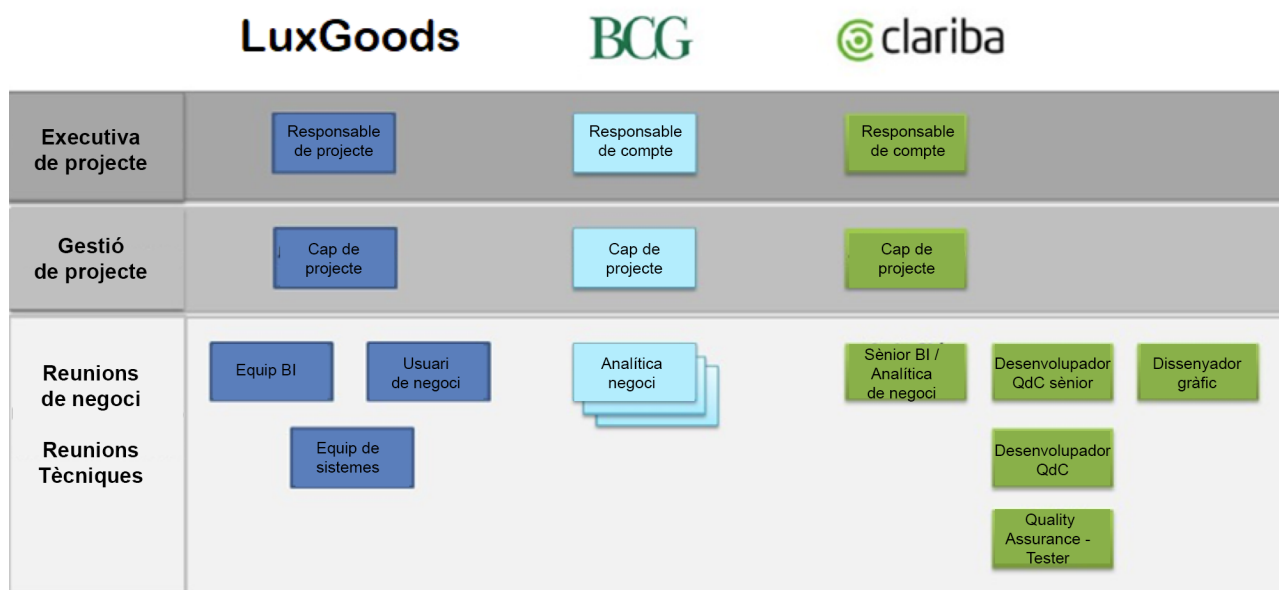 LuxGoods
BCG
clariba
Executiva
de projecte
Responsable
de projecte
Responsable
de compte
Responsable
de compte
Gestió
de projecte
Cap de
projecte
Cap de
projecte
Cap de
projecte
Reunions
de negoci
Equip BI
Usuari
de negoci
Analítica
negoci
Sènior BI /
Analítica
de negoci
Desenvolupador
QdC sènior
Dissenyador
gràfic
Reunions
Tècniques
Equip de
sistemes
Desenvolupador
QdC
Quality
Assurance -
Tester